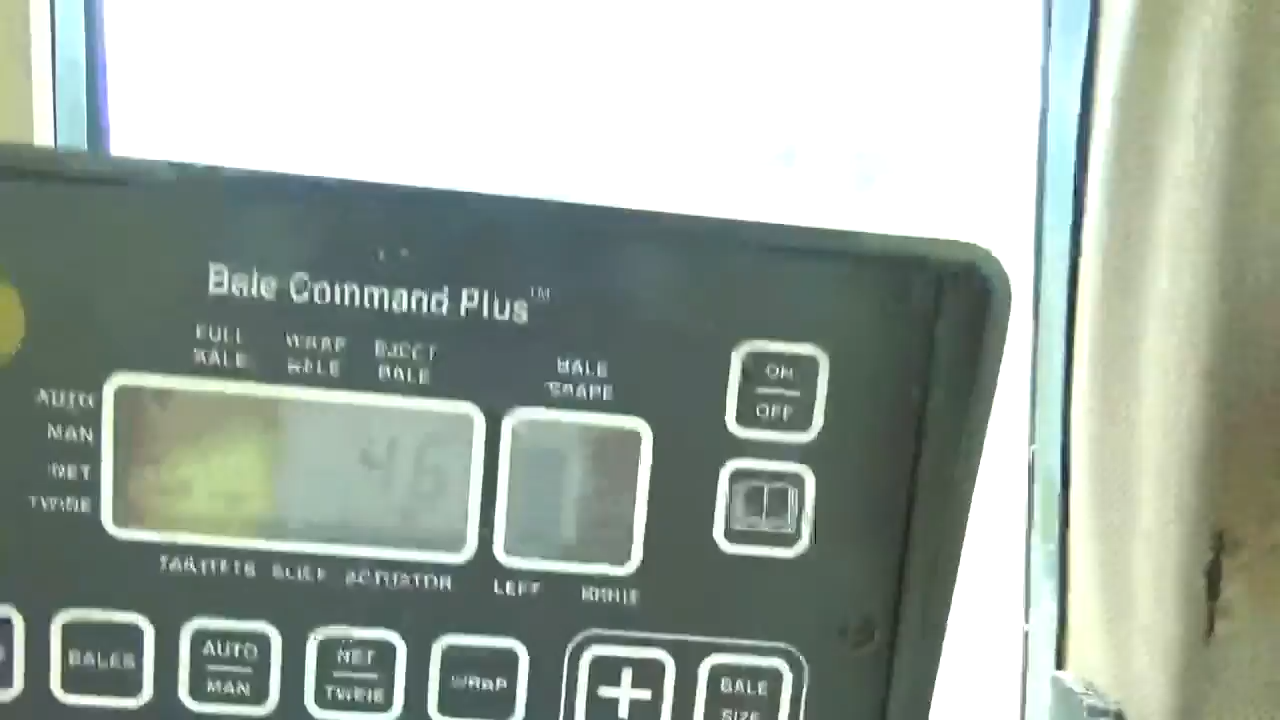 Bale Command Plus™
FULL BALE
WRAP BALE
EJECT BALE
BALE SHAPE
AUTO
MAN
NET
TWINE
46
ON
OFF
ACTUATOR
LEFT
BALES
AUTO
MAN
NET
TWINE
WRAP
+
BALE
SIZE